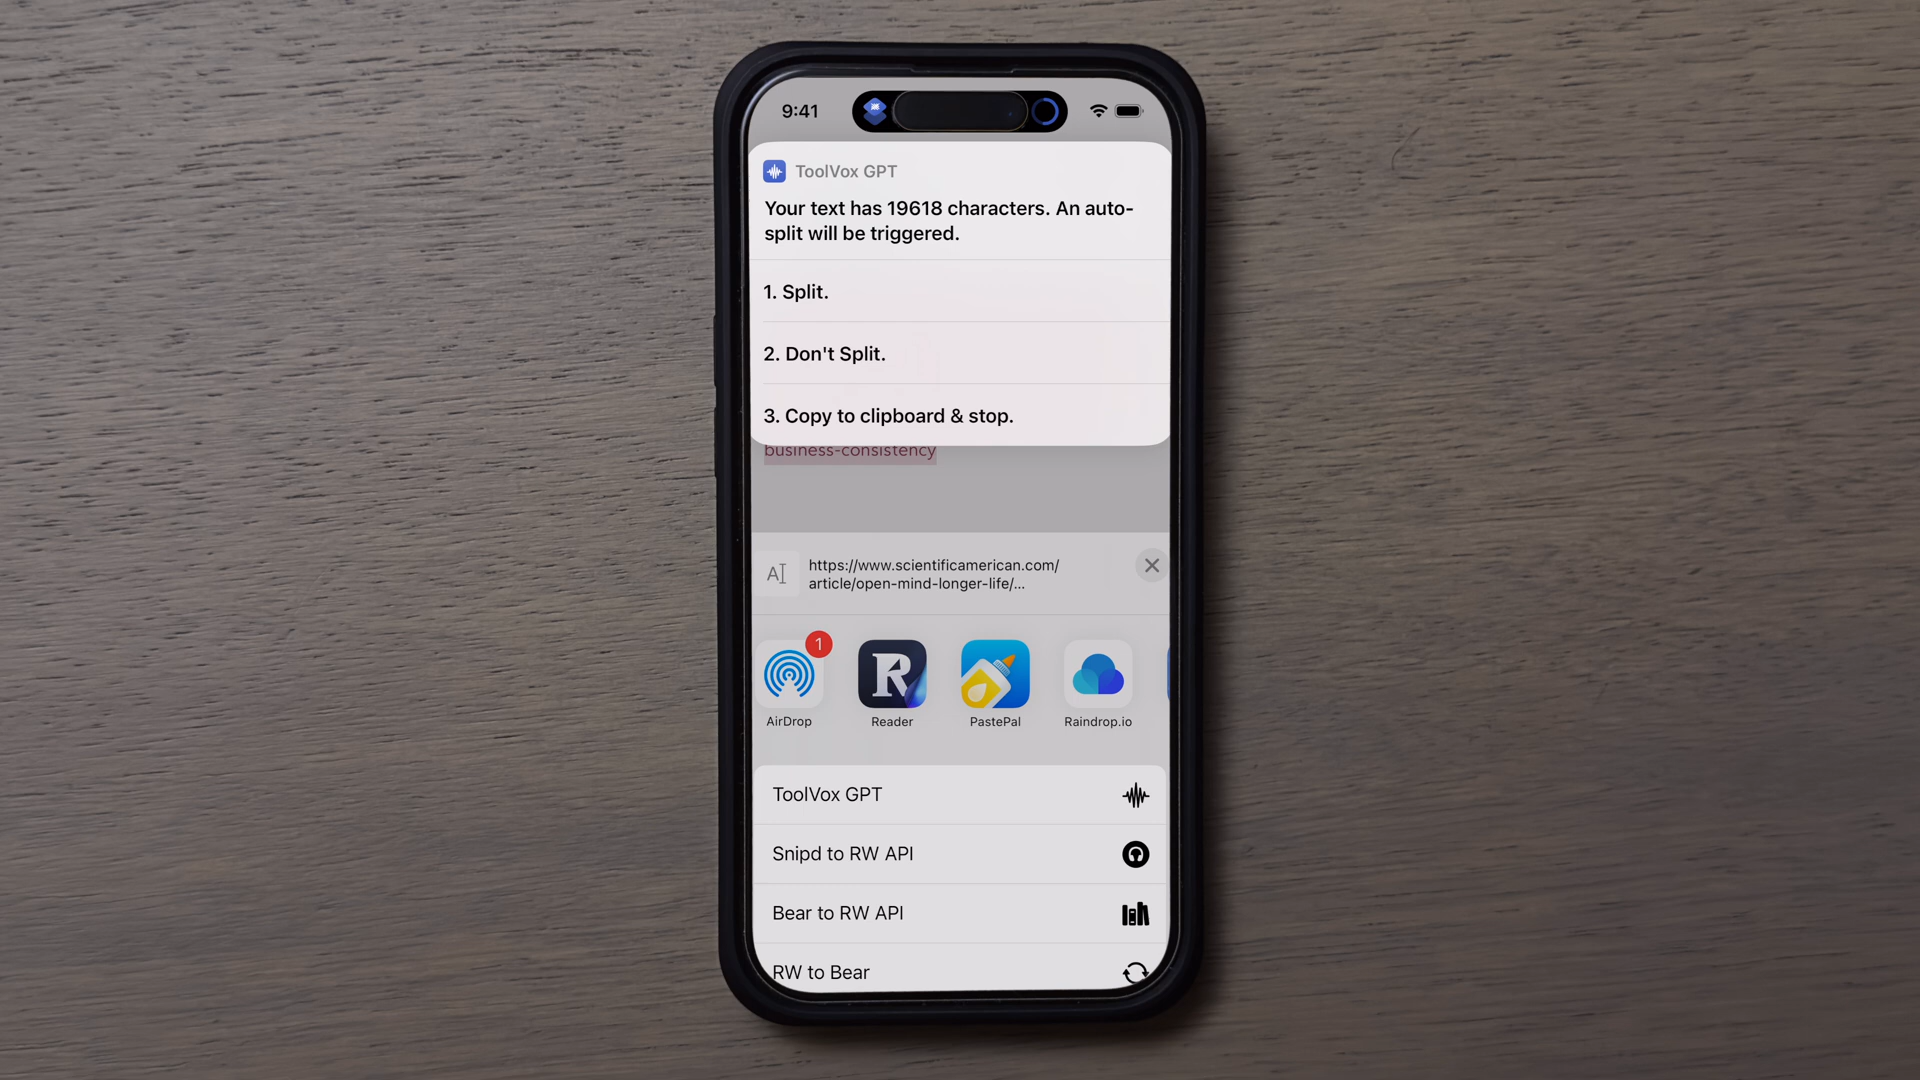 9:41
ToolVox GPT
Your text has 19618 characters. An auto-
split will be triggered.
1. Split.
2. Don't Split.
3. Copy to clipboard & stop.
business-consistency
A
https://www.scientificamerican.com/
article/open-mind-longer-life/...
1
R
AirDrop
Reader
PastePal
Raindrop.io
ToolVox GPT
Snipd to RW API
Bear to RW API
RW to Bear